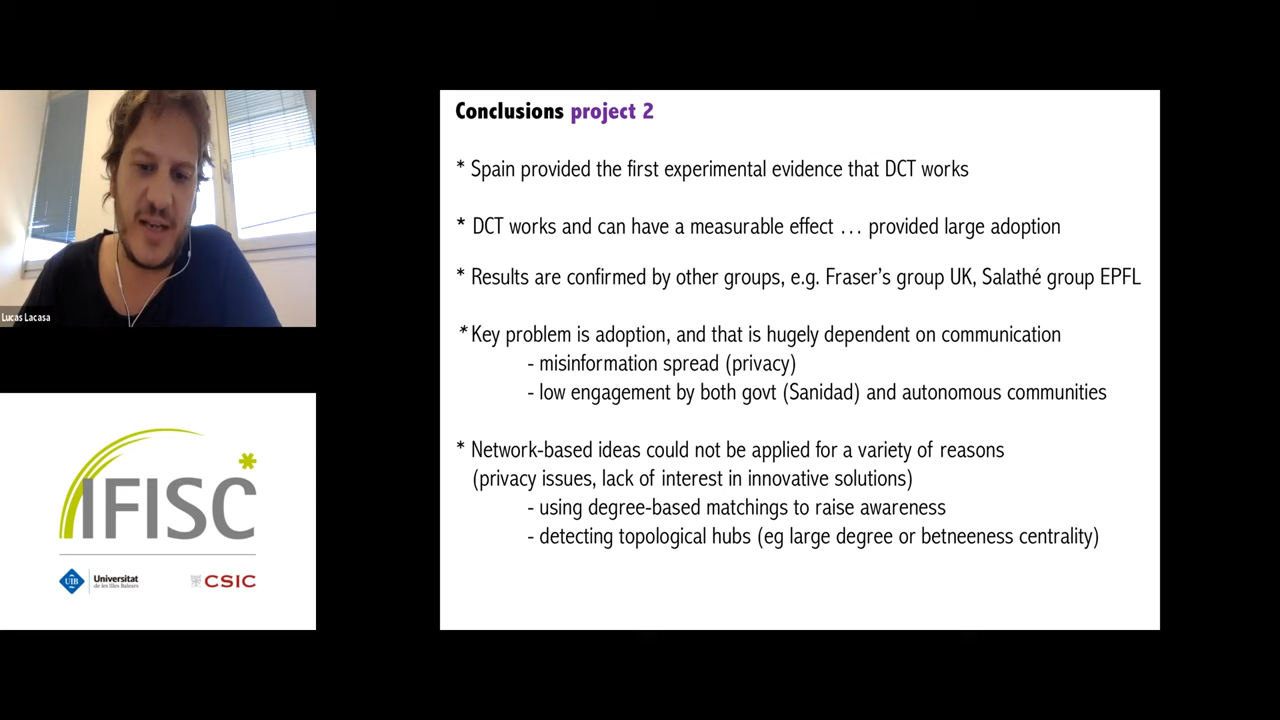 Conclusions project 2
* Spain provided the first experimental evidence that DCT works
* DCT works and can have a measurable effect … provided large adoption
* Results are confirmed by other groups, e.g. Fraser’s group UK, Salathé group EPFL
* Key problem is adoption, and that is hugely dependent on communication
- misinformation spread (privacy)
- low engagement by both govt (Sanidad) and autonomous communities
* Network-based ideas could not be applied for a variety of reasons
(privacy issues, lack of interest in innovative solutions)
- using degree-based matchings to raise awareness
- detecting topological hubs (eg large degree or betneeness centrality)
Lucas Lacasa
IFISC
UIB
Universitat
de les Illes Balears
CSIC